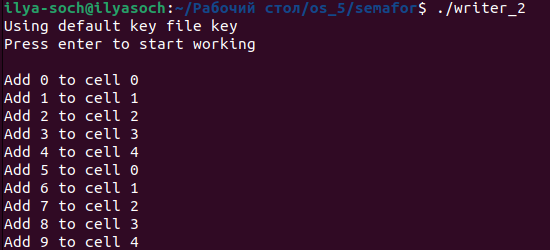 ilya-soch@ilyasoch:~/Рабочий стол/os_5/semafor$ ./writer_2
Using default key file key
Press enter to start working
Add 0 to cell 0
Add 1 to cell 1
Add 2 to cell 2
Add 3 to cell 3
Add 4 to cell 4
Add 5 to cell 0
Add 6 to cell 1
Add 7 to cell 2
Add 8 to cell 3
Add 9 to cell 4